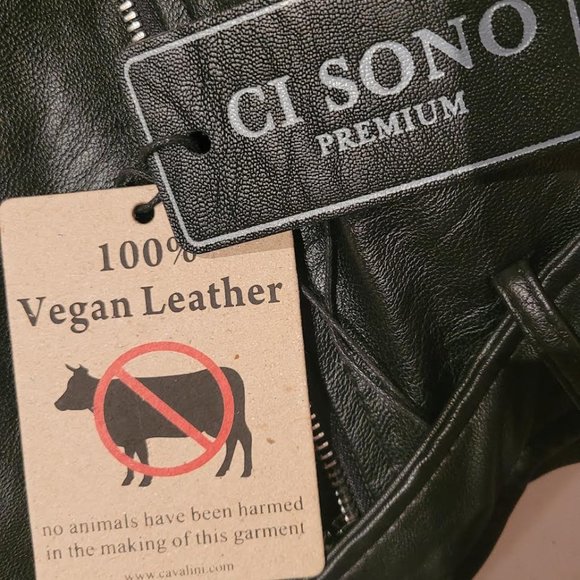 CI SONO
PREMIUM
100%
Vegan Leather
no animals have been harmed
in the making of this garment
www.cavalini.com